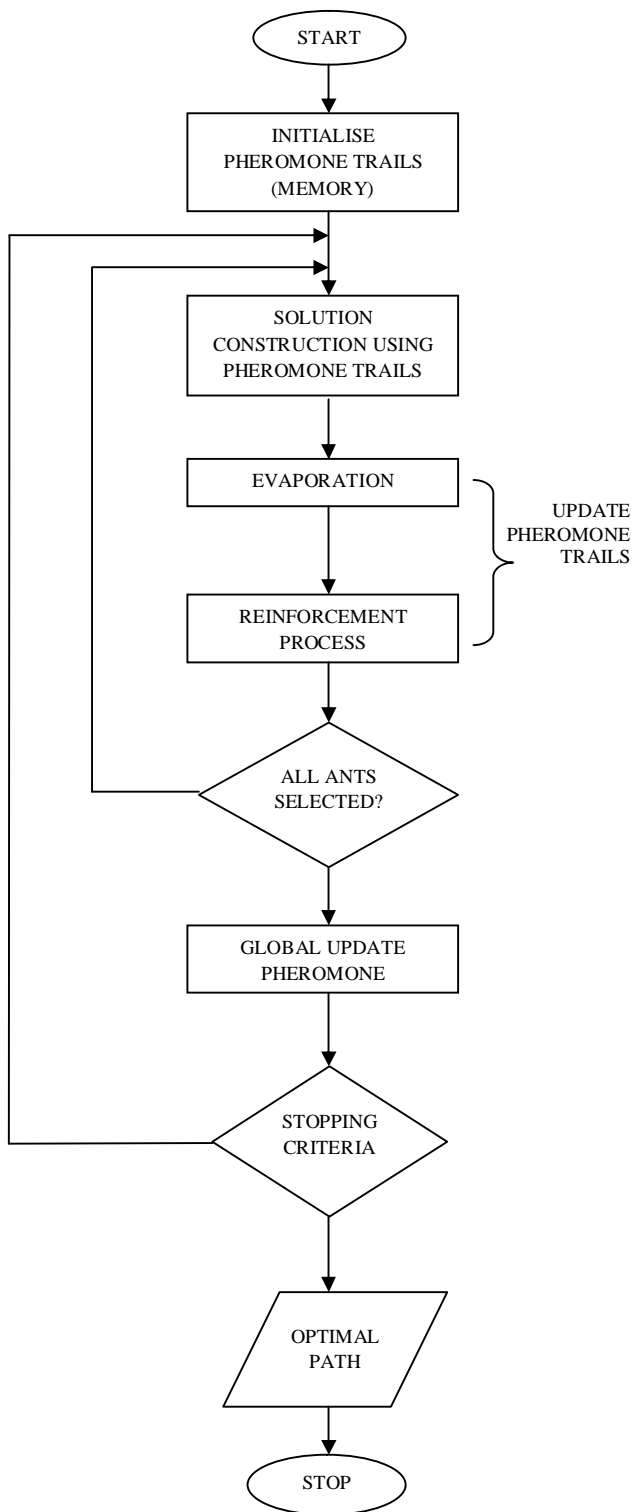 START
INITIALISE
PHEROMONE TRAILS
(MEMORY)
SOLUTION
CONSTRUCTION USING
PHEROMONE TRAILS
EVAPORATION
UPDATE
PHEROMONE
TRAILS
REINFORCEMENT
PROCESS
ALL ANTS
SELECTED?
GLOBAL UPDATE
PHEROMONE
STOPPING
CRITERIA
OPTIMAL
PATH
STOP